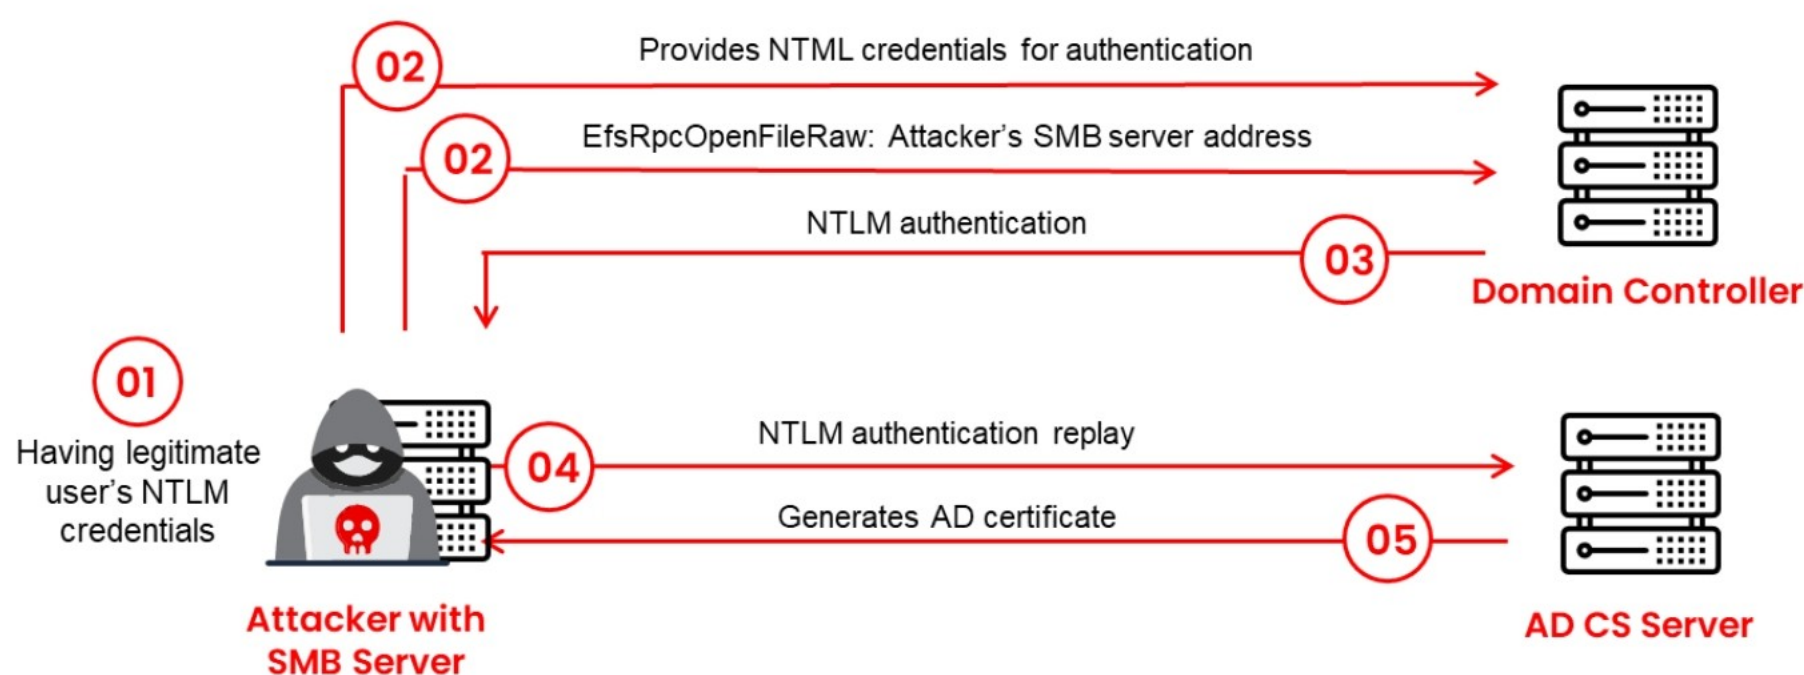 02
Provides NTML credentials for authentication
02
EfsRpcOpenFileRaw: Attacker's SMB server address
NTLM authentication
03
Domain Controller
01
Having legitimate
user's NTLM
credentials
Attacker with
SMB Server
04
NTLM authentication replay
Generates AD certificate
05
AD CS Server